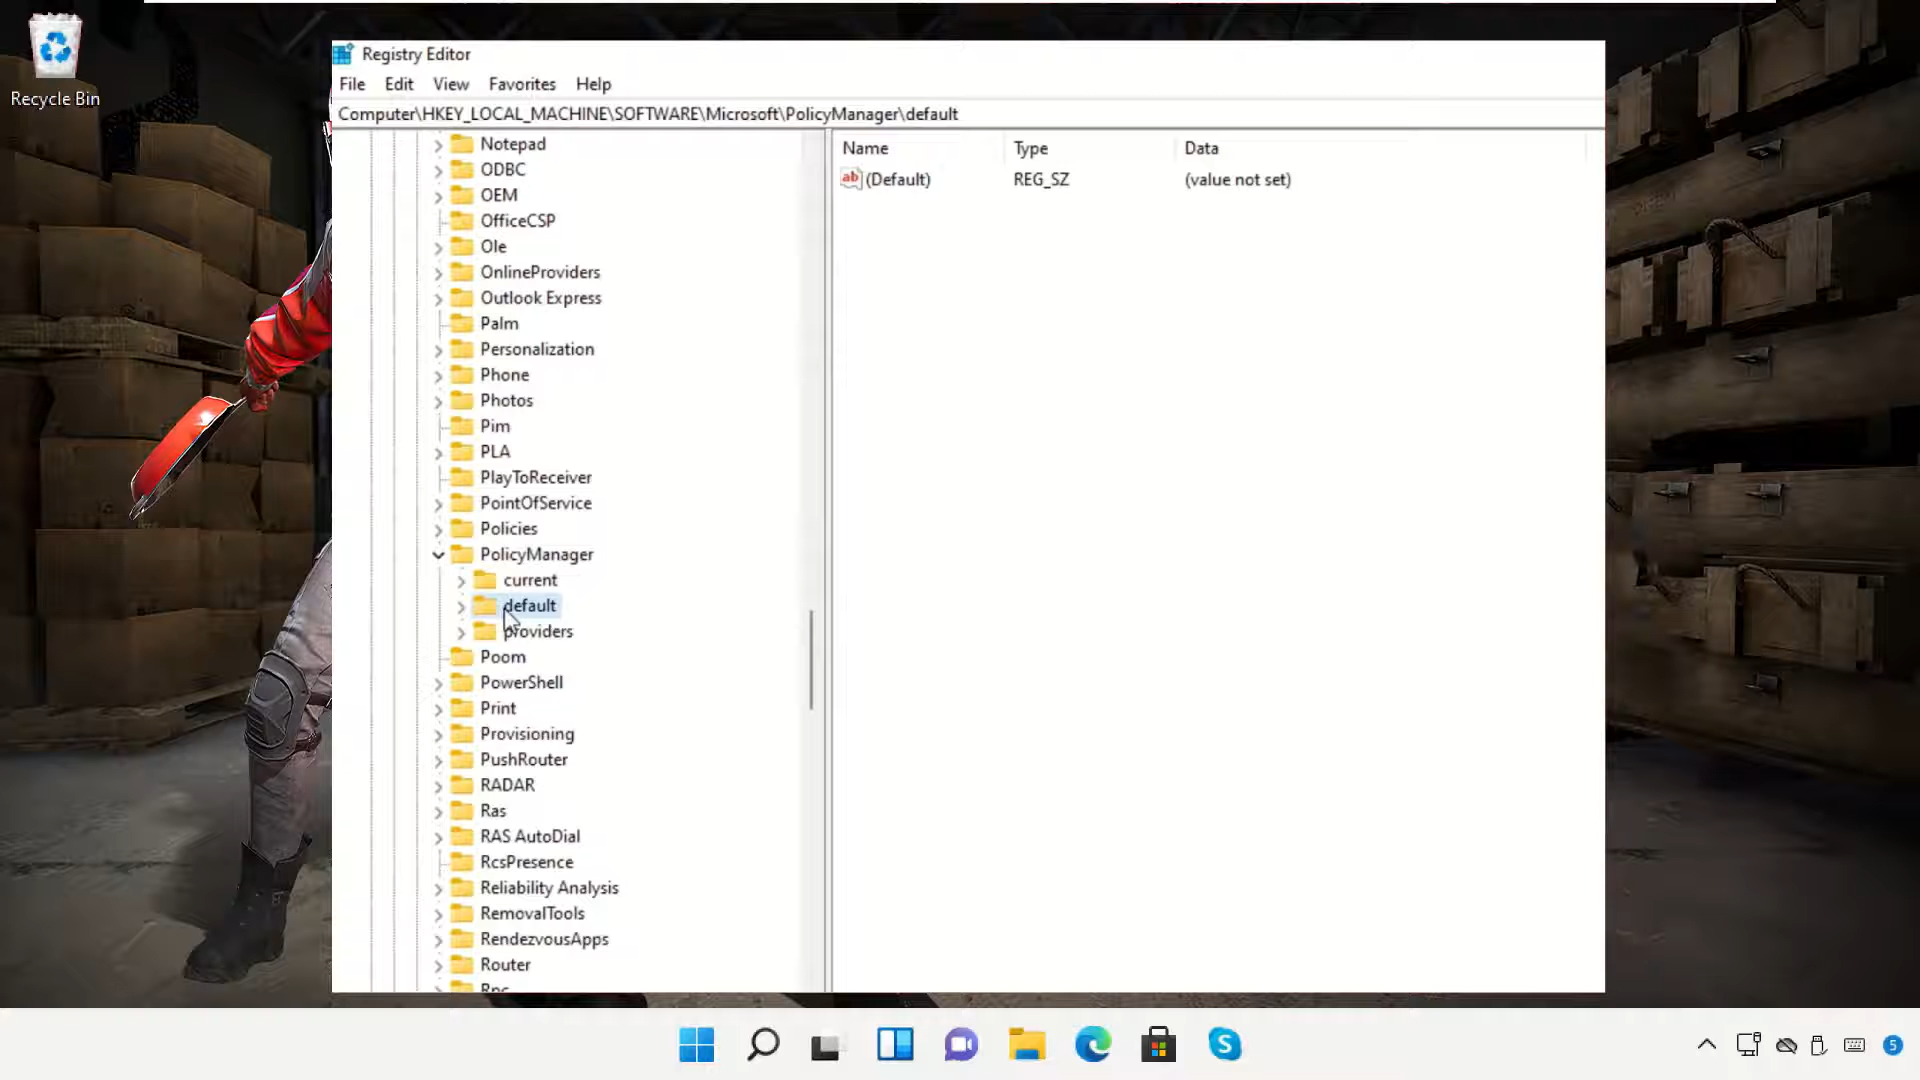 Recycle Bin
Registry Editor
File Edit View Favorites Help
Computer\HKEY_LOCAL_MACHINE\SOFTWARE\Microsoft\PolicyManager\default
Notepad
ODBC
OEM
OfficeCSP
Ole
OnlineProviders
Outlook Express
Palm
Personalization
Phone
Photos
Pim
PLA
PlayToReceiver
PointOfService
Policies
PolicyManager
current
default
providers
Poom
PowerShell
Print
Provisioning
PushRouter
RADAR
Ras
RAS AutoDial
RcsPresence
Reliability Analysis
RemovalTools
RendezvousApps
Router
Rpc
Name Type Data
ab (Default) REG_SZ (value not set)
S
5